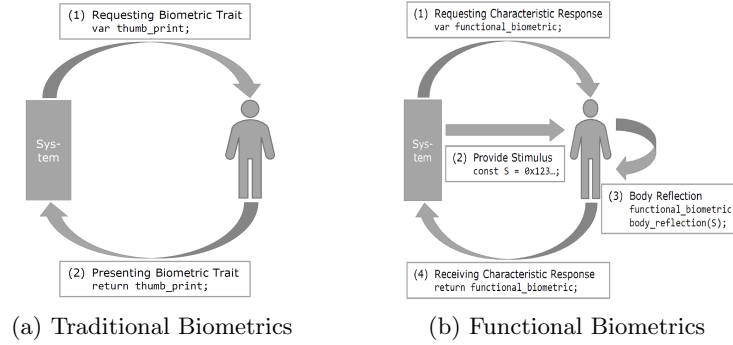 (1) Requesting Biometric Trait
var thumb_print;
Sys-
tem
(2) Presenting Biometric Trait
return thumb_print;
(a) Traditional Biometrics
(1) Requesting Characteristic Response
var functional_biometric;
Sys-
tem
(2) Provide Stimulus
const S = 0x123…;
(3) Body Reflection
functional_biometric
body_reflection(S);
(4) Receiving Characteristic Response
return functional_biometric;
(b) Functional Biometrics